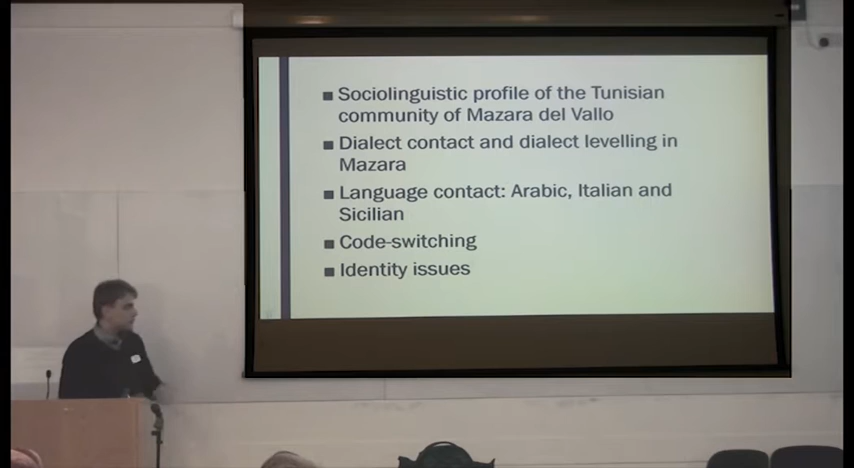 ■ Sociolinguistic profile of the Tunisian
community of Mazara del Vallo
■ Dialect contact and dialect levelling in
Mazara
■ Language contact: Arabic, Italian and
Sicilian
■ Code-switching
■ Identity issues